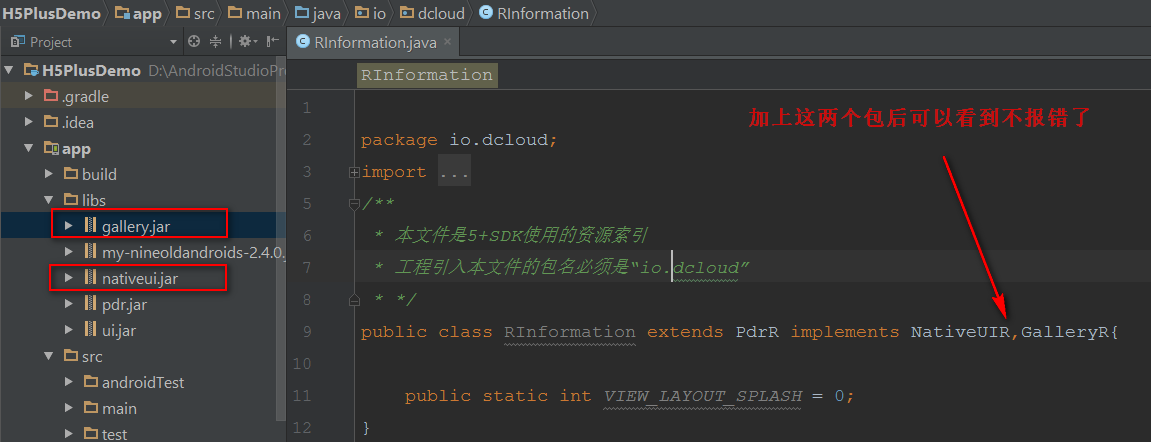 H5PlusDemo app src main java io dcloud RInformation
Project
RInformation.java
H5PlusDemo D:\AndroidStudioPro
.gradle
.idea
app
build
libs
gallery.jar
my-nineoldandroids-2.4.0.
nativeui.jar
pdr.jar
ui.jar
src
androidTest
main
test
RInformation
加上这两个包后可以看到不报错了
1
2 package io.dcloud;
3 import ...
5 /**
6 * 本文件是5+SDK使用的资源索引
7 * 工程引入本文件的包名必须是“io.dcloud”
8 * */
9 public class RInformation extends PdrR implements NativeUIR,GalleryR{
10
11 public static int VIEW_LAYOUT_SPLASH = 0;
12 }